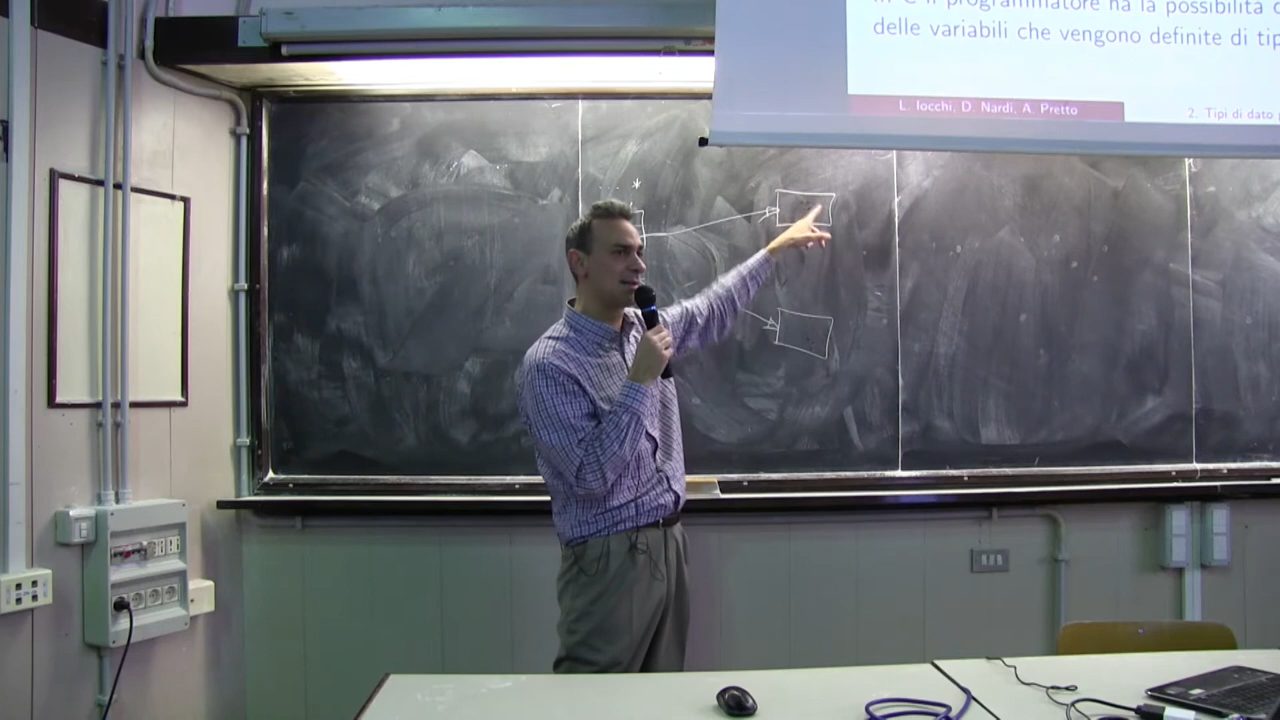 in C il programmatore ha la possibilità
delle variabili che vengono definite di tip
L. Iocchi, D. Nardi, A. Pretto
2. Tipi di dato
*